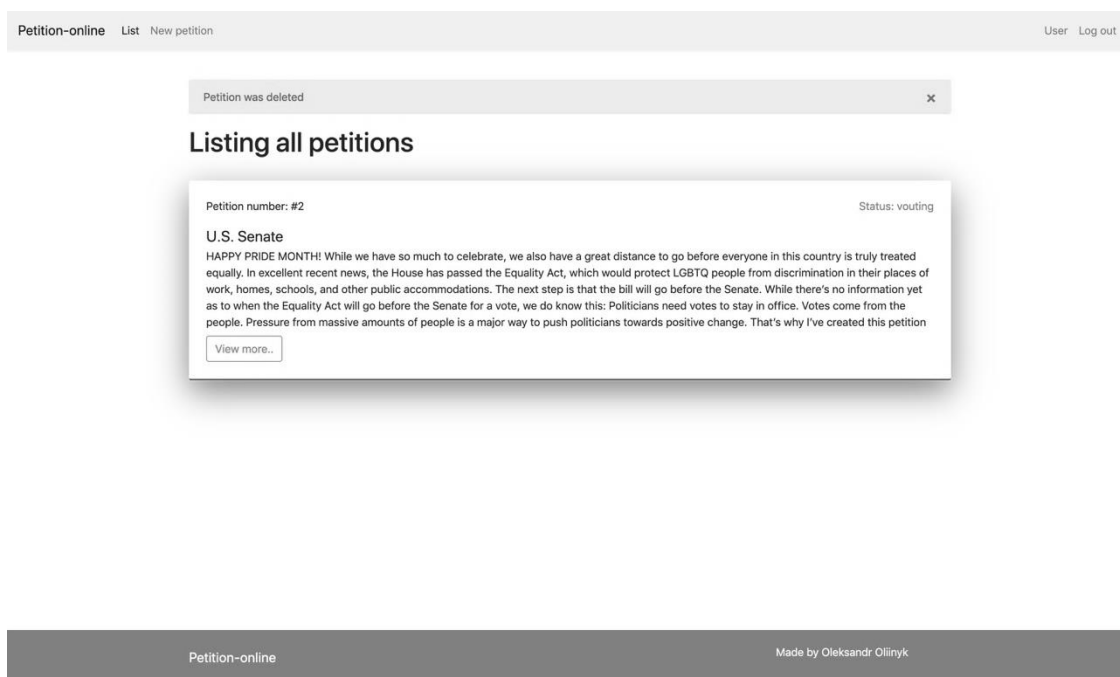 Petition-online List New petition User Log out
Petition was deleted ×
Listing all petitions
Petition number: #2 Status: vouting
U.S. Senate
HAPPY PRIDE MONTH! While we have so much to celebrate, we also have a great distance to go before everyone in this country is truly treated
equally. In excellent recent news, the House has passed the Equality Act, which would protect LGBTQ people from discrimination in their places of
work, homes, schools, and other public accommodations. The next step is that the bill will go before the Senate. While there's no information yet
as to when the Equality Act will go before the Senate for a vote, we do know this: Politicians need votes to stay in office. Votes come from the
people. Pressure from massive amounts of people is a major way to push politicians towards positive change. That's why I've created this petition
View more..
Petition-online Made by Oleksandr Oliinyk